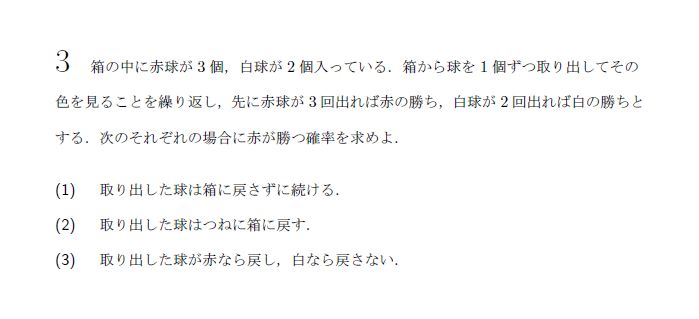 3 箱の中に赤球が 3 個，白球が 2 個入っている．箱から球を 1 個ずつ取り出してその
色を見ることを繰り返し，先に赤球が 3 回出れば赤の勝ち，白球が 2 回出れば白の勝ちと
する．次のそれぞれの場合に赤が勝つ確率を求めよ．
(1) 取り出した球は箱に戻さずに続ける．
(2) 取り出した球はつねに箱に戻す．
(3) 取り出した球が赤なら戻し，白なら戻さない．